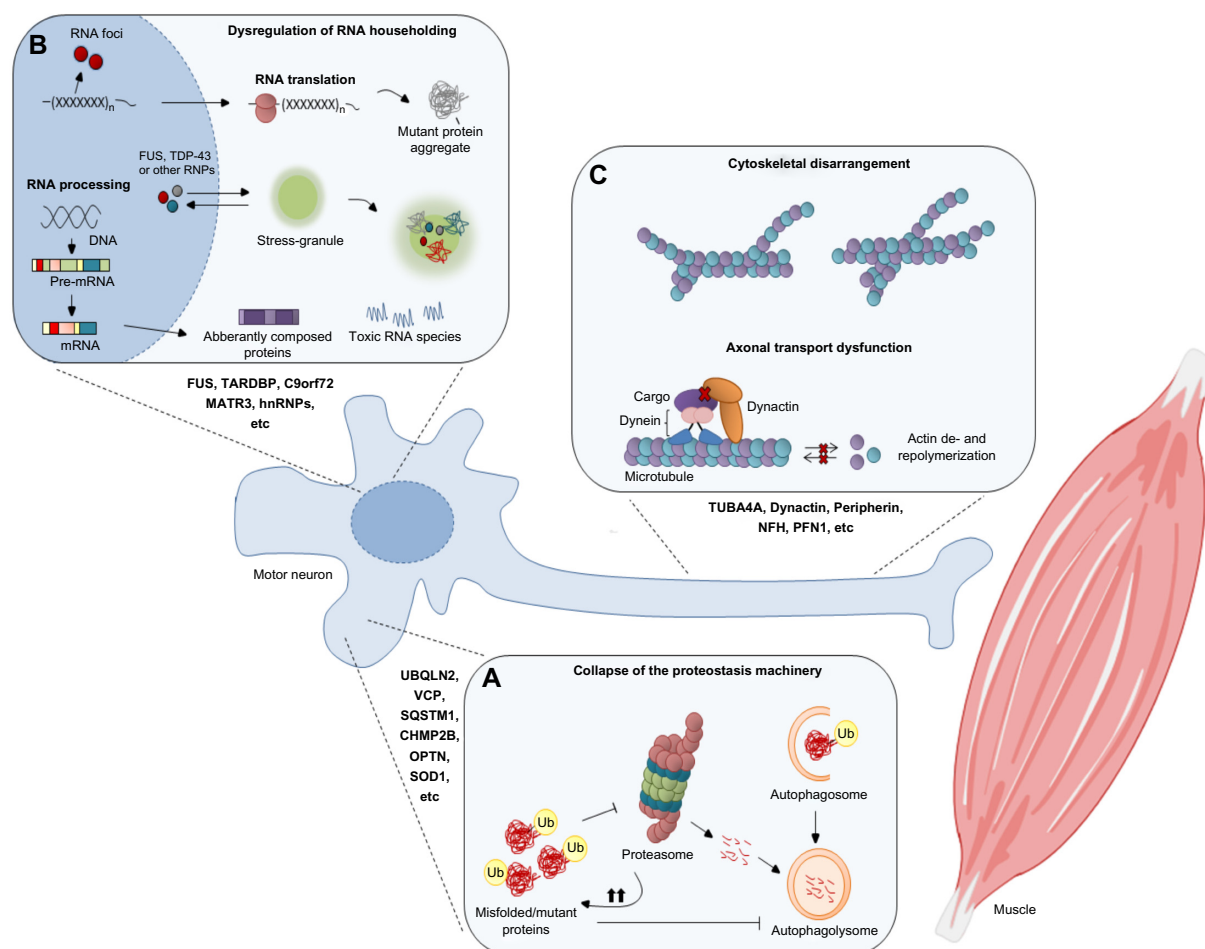 B
RNA foci
Dysregulation of RNA householding
–(XXXXXXX)n
RNA translation
–(XXXXXXX)n
Mutant protein
aggregate
FUS, TDP-43
or other RNPs
RNA processing
DNA
Stress-granule
Pre-mRNA
mRNA
Aberantly composed
proteins
Toxic RNA species
FUS, TARDBP, C9orf72
MATR3, hnRNPs,
etc
C
Cytoskeletal disarrangement
Axonal transport dysfunction
Cargo
Dynein
Dynactin
Microtubule
Actin de- and
repolymerization
TUBA4A, Dynactin, Peripherin,
NFH, PFN1, etc
Motor neuron
UBQLN2,
VCP,
SQSTM1,
CHMP2B,
OPTN,
SOD1,
etc
A
Collapse of the proteostasis machinery
Ub
Autophagosome
Ub
Ub
Ub
Proteasome
Misfolded/mutant
proteins
Autophagolysome
Muscle